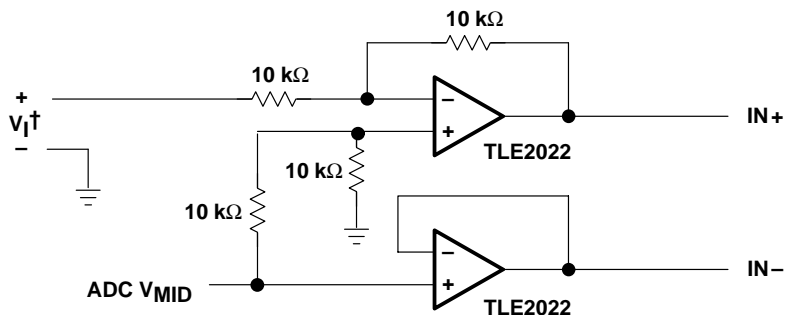 10 kΩ
10 kΩ
+
VI†
−
−
+
TLE2022
IN+
10 kΩ
10 kΩ
−
+
TLE2022
IN−
ADC VMID